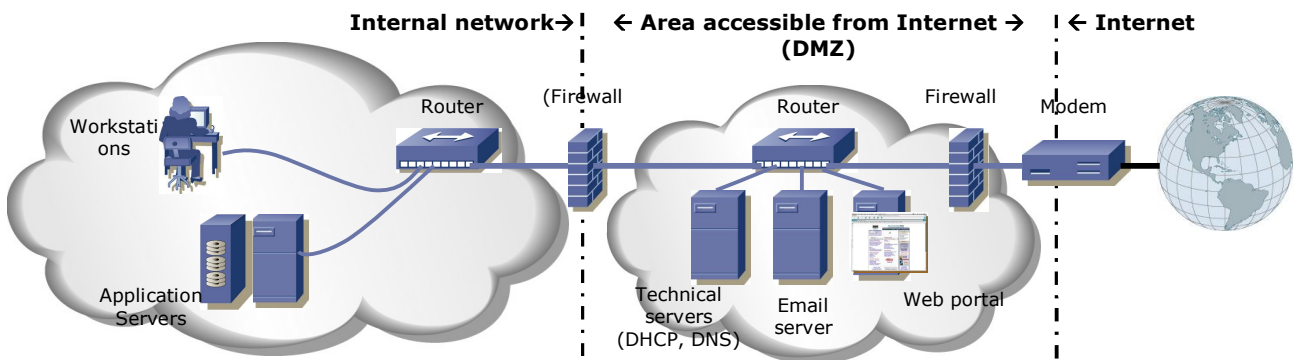 Internal network→
← Area accessible from Internet →
(DMZ)
← Internet
Router
(Firewall
Router
Firewall
Modem
Workstati
ons
Application
Servers
Technical
servers
(DHCP, DNS)
Email
server
Web portal